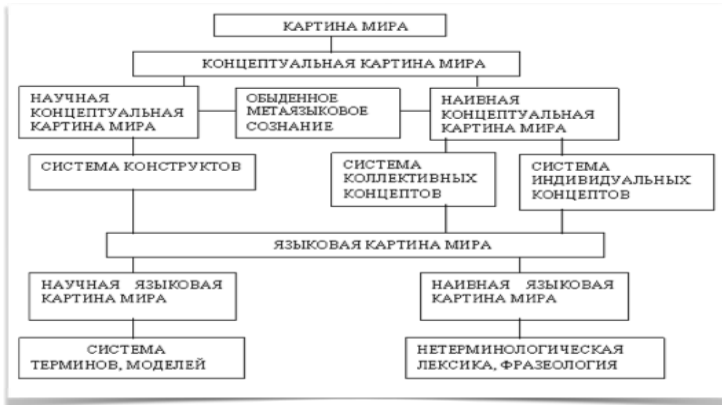 КАРТИНА МИРА
КОНЦЕПТУАЛЬНАЯ КАРТИНА МИРА
НАУЧНАЯ
КОНЦЕПТУАЛЬНАЯ
КАРТИНА МИРА
ОБЫДЕННОЕ
МЕТАЯЗЫКОВОЕ
СОЗНАНИЕ
НАИВНАЯ
КОНЦЕПТУАЛЬНАЯ
КАРТИНА МИРА
СИСТЕМА КОНСТРУКТОВ
СИСТЕМА
КОЛЛЕКТИВНЫХ
КОНЦЕПТОВ
СИСТЕМА
ИНДИВИДУАЛЬНЫХ
КОНЦЕПТОВ
ЯЗЫКОВАЯ КАРТИНА МИРА
НАУЧНАЯ ЯЗЫКОВАЯ
КАРТИНА МИРА
НАИВНАЯ ЯЗЫКОВАЯ
КАРТИНА МИРА
СИСТЕМА
ТЕРМИНОВ, МОДЕЛЕЙ
НЕТЕРМИНОЛОГИЧЕСКАЯ
ЛЕКСИКА, ФРАЗЕОЛОГИЯ